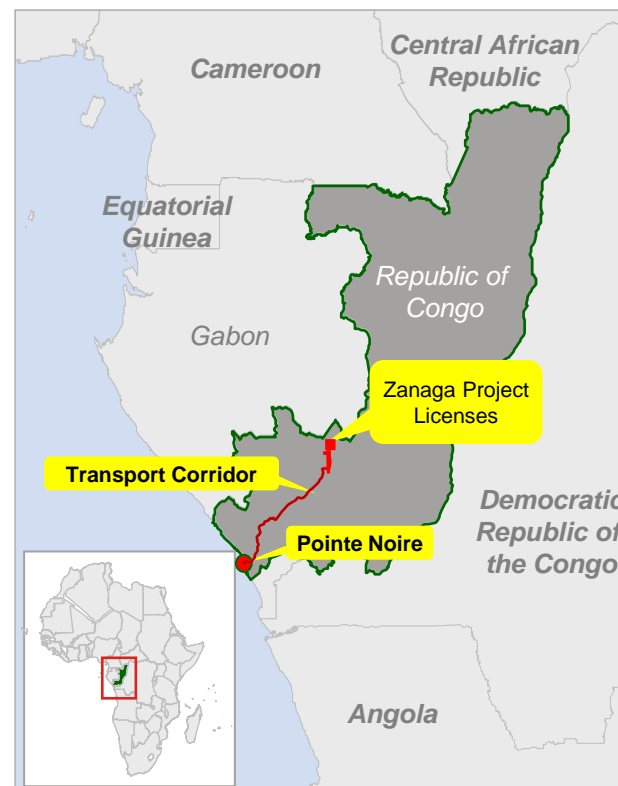 Cameroon
Central African
Republic
Equatorial
Guinea
Republic of
Congo
Gabon
Zanaga Project
Licenses
Transport Corridor
Democratic
Republic of
the Congo
Pointe Noire
Angola